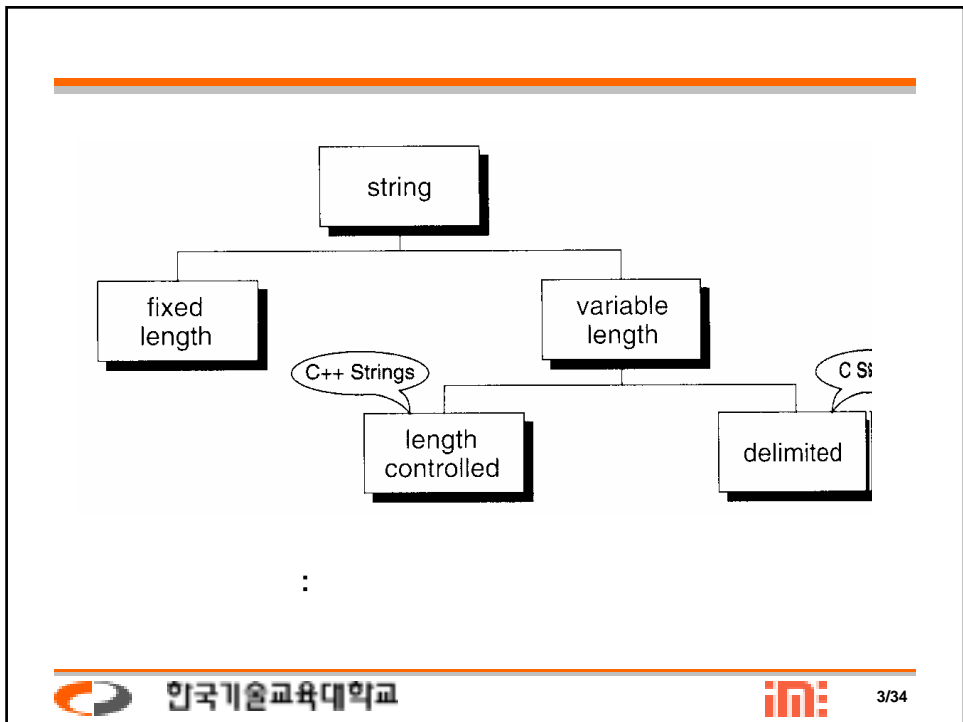 string
fixed
length
variable
length
C++ Strings
C
length
controlled
delimited
:
한국기술교육대학교
3/34